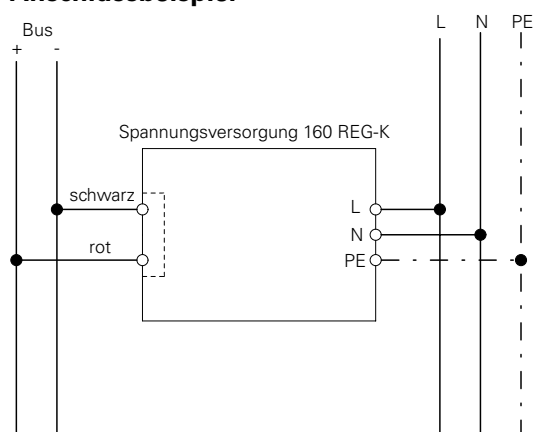 Anschlussbeispiel
Bus
+ -
L N PE
Spannungsversorgung 160 REG-K
schwarz
rot
L
N
PE